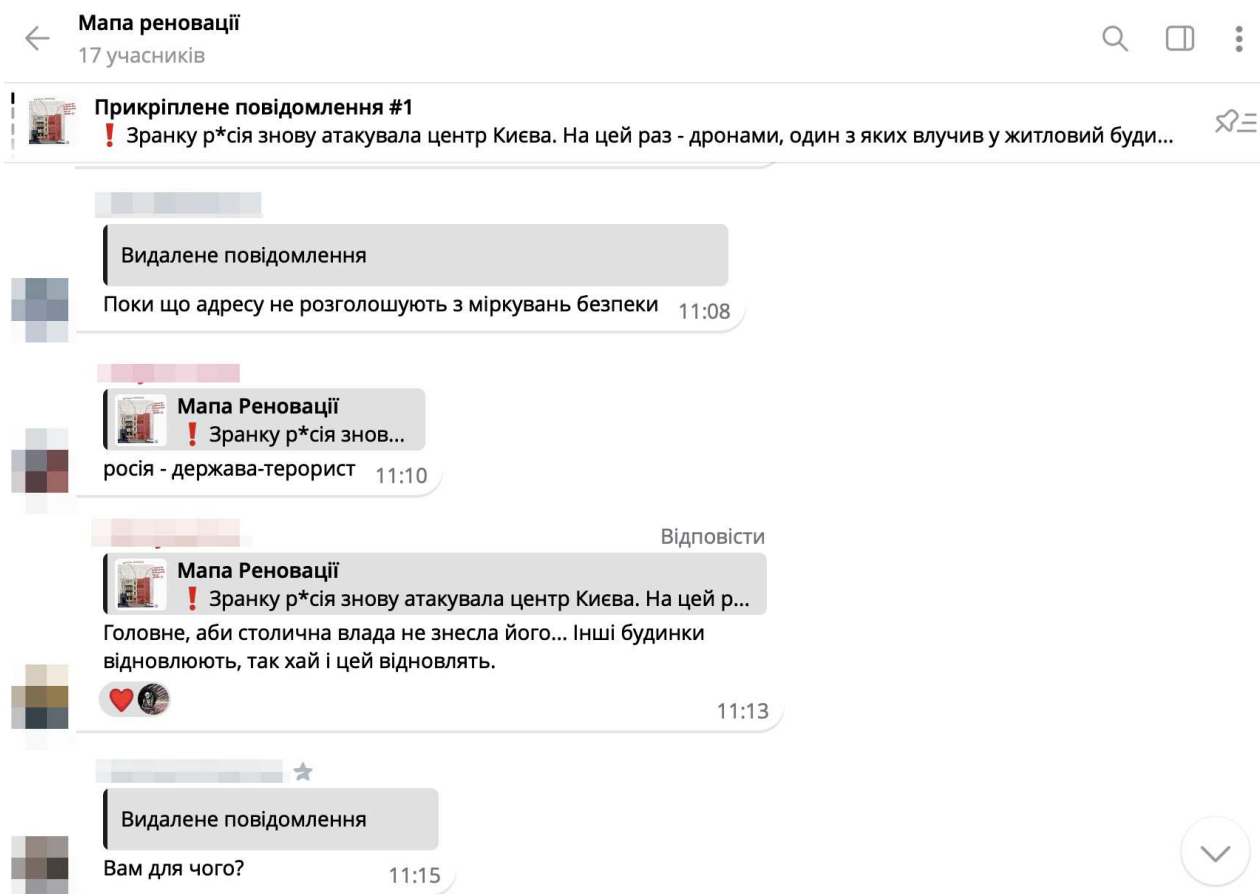 Мапа реновації
17 учасників
Прикріплене повідомлення #1
❗ Зранку р*сія знову атакувала центр Києва. На цей раз - дронами, один з яких влучив у житловий буди...
Видалене повідомлення
Поки що адресу не розголошують з міркувань безпеки 11:08
Мапа Реновації
❗ Зранку р*сія знов...
росія - держава-терорист 11:10
Відповісти
Мапа Реновації
❗ Зранку р*сія знову атакувала центр Києва. На цей р...
Головне, аби столична влада не знесла його... Інші будинки
відновлюють, так хай і цей відновлять.
11:13
Видалене повідомлення
Вам для чого? 11:15